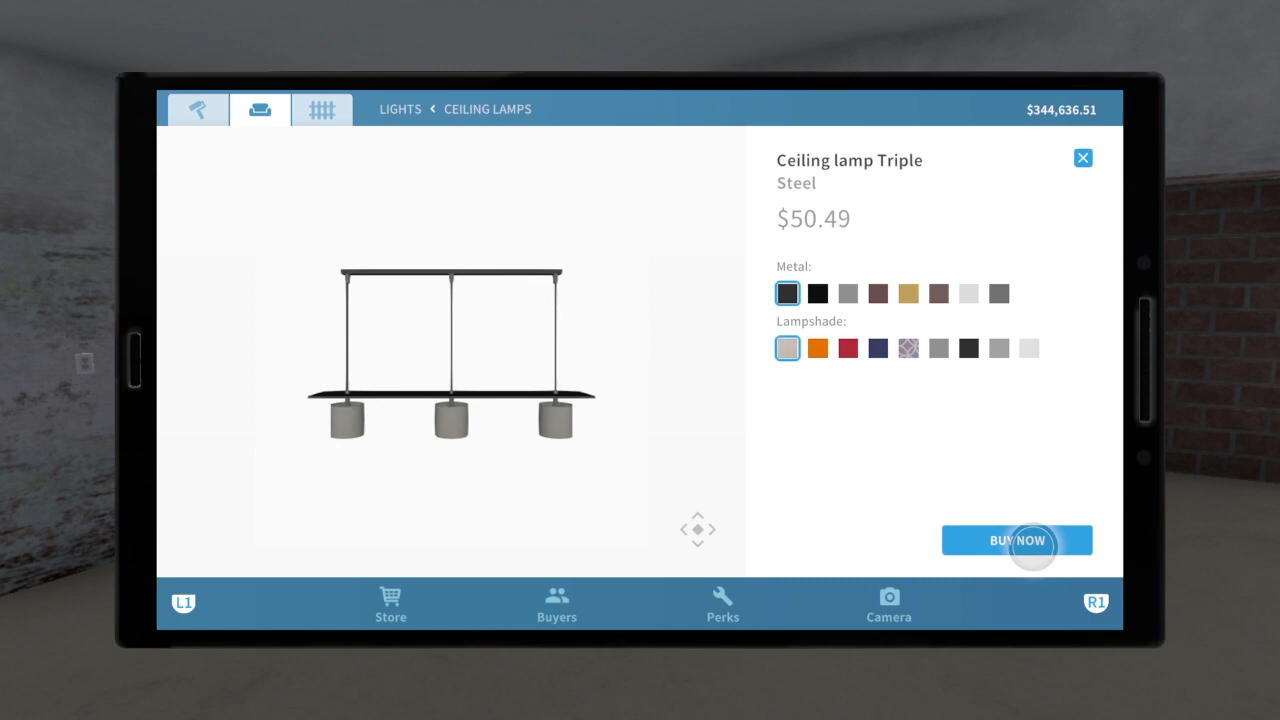 LIGHTS < CEILING LAMPS
$344,636.51
Ceiling lamp Triple
Steel
$50.49
Metal:
Lampshade:
BUY NOW
L1
Store
Buyers
Perks
Camera
R1